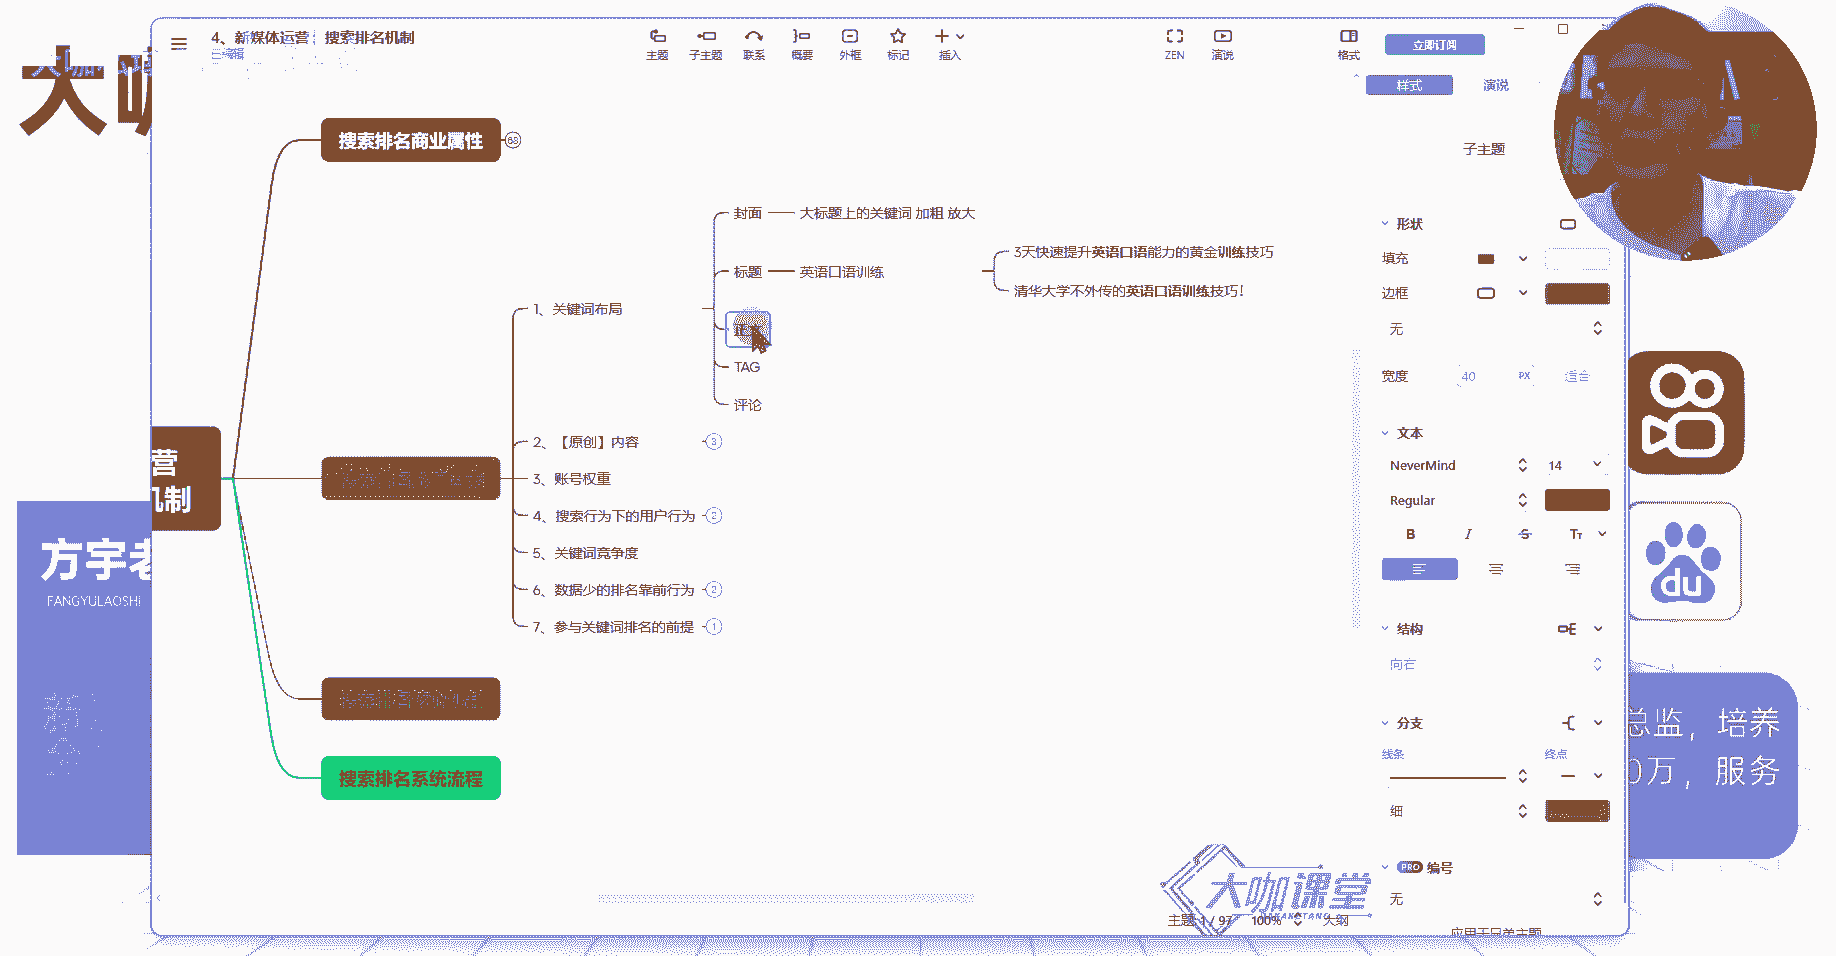 大咖
4、新媒体运营
搜索排名机制
已编辑
主题
子主题
联系
概要
外框
标记
插入
ZEN
演说
格式
立即订阅
样式
演说
子主题
搜索排名商业属性
68
封面
大标题上的关键词 加粗 放大
标题
英语口语训练
3天快速提升英语口语能力的黄金训练技巧
清华大学不外传的英语口语训练技巧！
1、关键词布局
正文
TAG
评论
2、【原创】内容
3
3、账号权重
4、搜索行为下的用户行为
2
5、关键词竞争度
6、数据少的排名靠前行为
2
7、参与关键词排名的前提
1
营
机制
搜索排名系统流程
形状
填充
边框
无
宽度
40
PX
适合
文本
NeverMind
14
Regular
B
I
S
TT
结构
向右
分支
线条
终点
细
PRO
编号
无
应用于兄弟主题
方宇老
FANGYULAOSHI
du
总监，培养
0万，服务
大咖课堂
DAKAKETANG
主题 1 / 97
100%
大纲